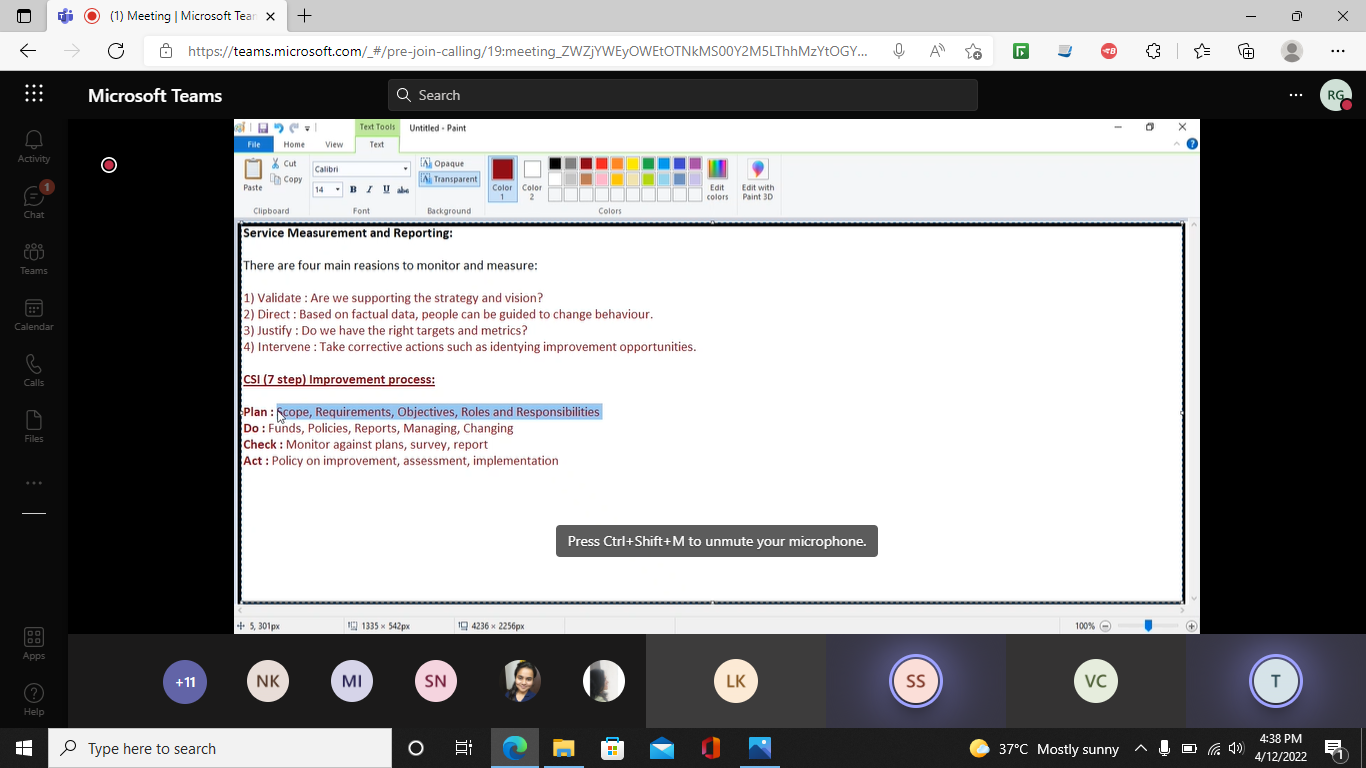 (1) Meeting | Microsoft Tea
https://teams.microsoft.com/_#/pre-join-calling/19:meeting_ZWZjYWEyOWEtOTNkMS00Y2M5LThhMzYtOGY...
Microsoft Teams
Search
RG
Activity
1
Chat
Teams
Calendar
Calls
Files
Apps
Help
Text Tools
Untitled - Paint
File Home View Text
Paste
Cut
Copy
Clipboard
Calibri
14
B I U abc
Font
Opaque
Transparent
Background
Color 1
Color 2
Edit colors
Colors
Edit with Paint 3D
Service Measurement and Reporting:
There are four main reasions to monitor and measure:
1) Validate : Are we supporting the strategy and vision?
2) Direct : Based on factual data, people can be guided to change behaviour.
3) Justify : Do we have the right targets and metrics?
4) Intervene : Take corrective actions such as identying improvement opportunities.
CSI (7 step) Improvement process:
Plan : Scope, Requirements, Objectives, Roles and Responsibilities
Do : Funds, Policies, Reports, Managing, Changing
Check : Monitor against plans, survey, report
Act : Policy on improvement, assessment, implementation
Press Ctrl+Shift+M to unmute your microphone.
5, 301px
1335 × 542px
4236 × 2256px
100%
+11 NK MI SN LK SS VC T
Type here to search
37°C Mostly sunny
4:38 PM
4/12/2022
1